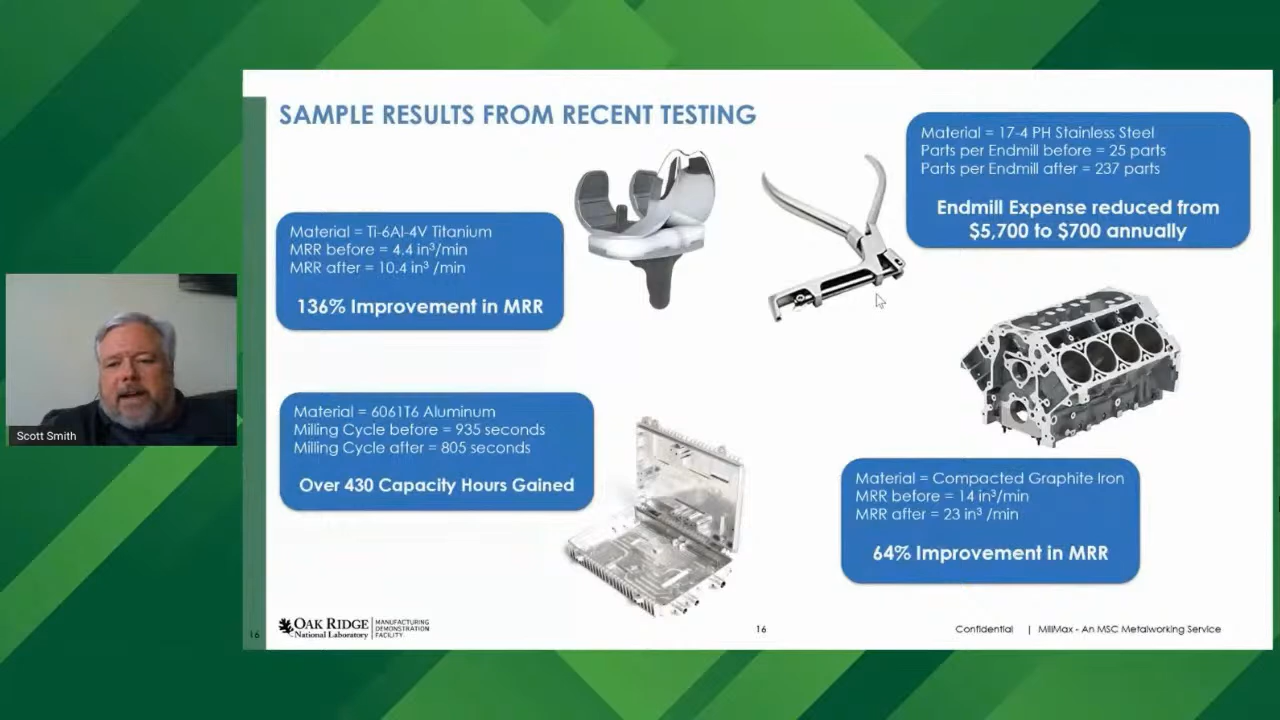 SAMPLE RESULTS FROM RECENT TESTING
Material = Ti-6Al-4V Titanium
MRR before = 4.4 in³/min
MRR after = 10.4 in³ /min
136% Improvement in MRR
Material = 17-4 PH Stainless Steel
Parts per Endmill before = 25 parts
Parts per Endmill after = 237 parts
Endmill Expense reduced from
$5,700 to $700 annually
Material = 6061T6 Aluminum
Milling Cycle before = 935 seconds
Milling Cycle after = 805 seconds
Over 430 Capacity Hours Gained
Material = Compacted Graphite Iron
MRR before = 14 in³/min
MRR after = 23 in³ /min
64% Improvement in MRR
Scott Smith
16
OAK RIDGE
National Laboratory
MANUFACTURING
DEMONSTRATION
FACILITY
16
Confidential | MilliMax - An MSC Metalworking Service